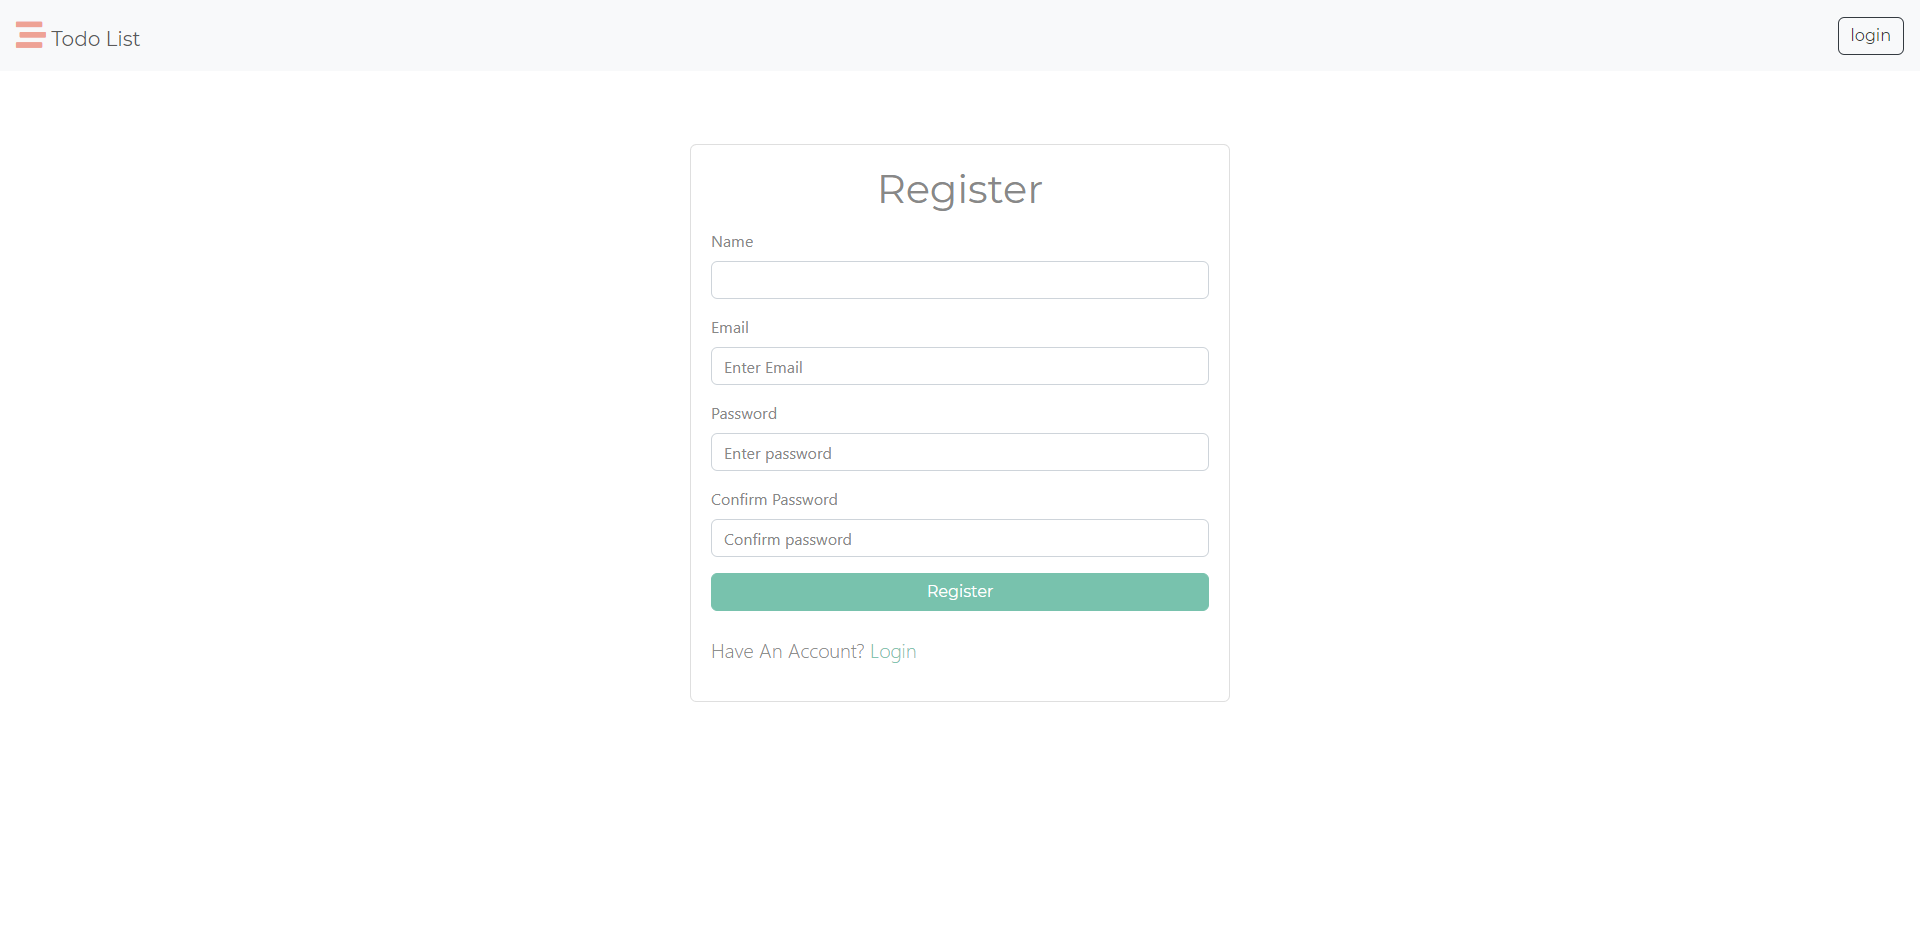 Todo List
login
Register
Name
Email
Enter Email
Password
Enter password
Confirm Password
Confirm password
Register
Have An Account? Login